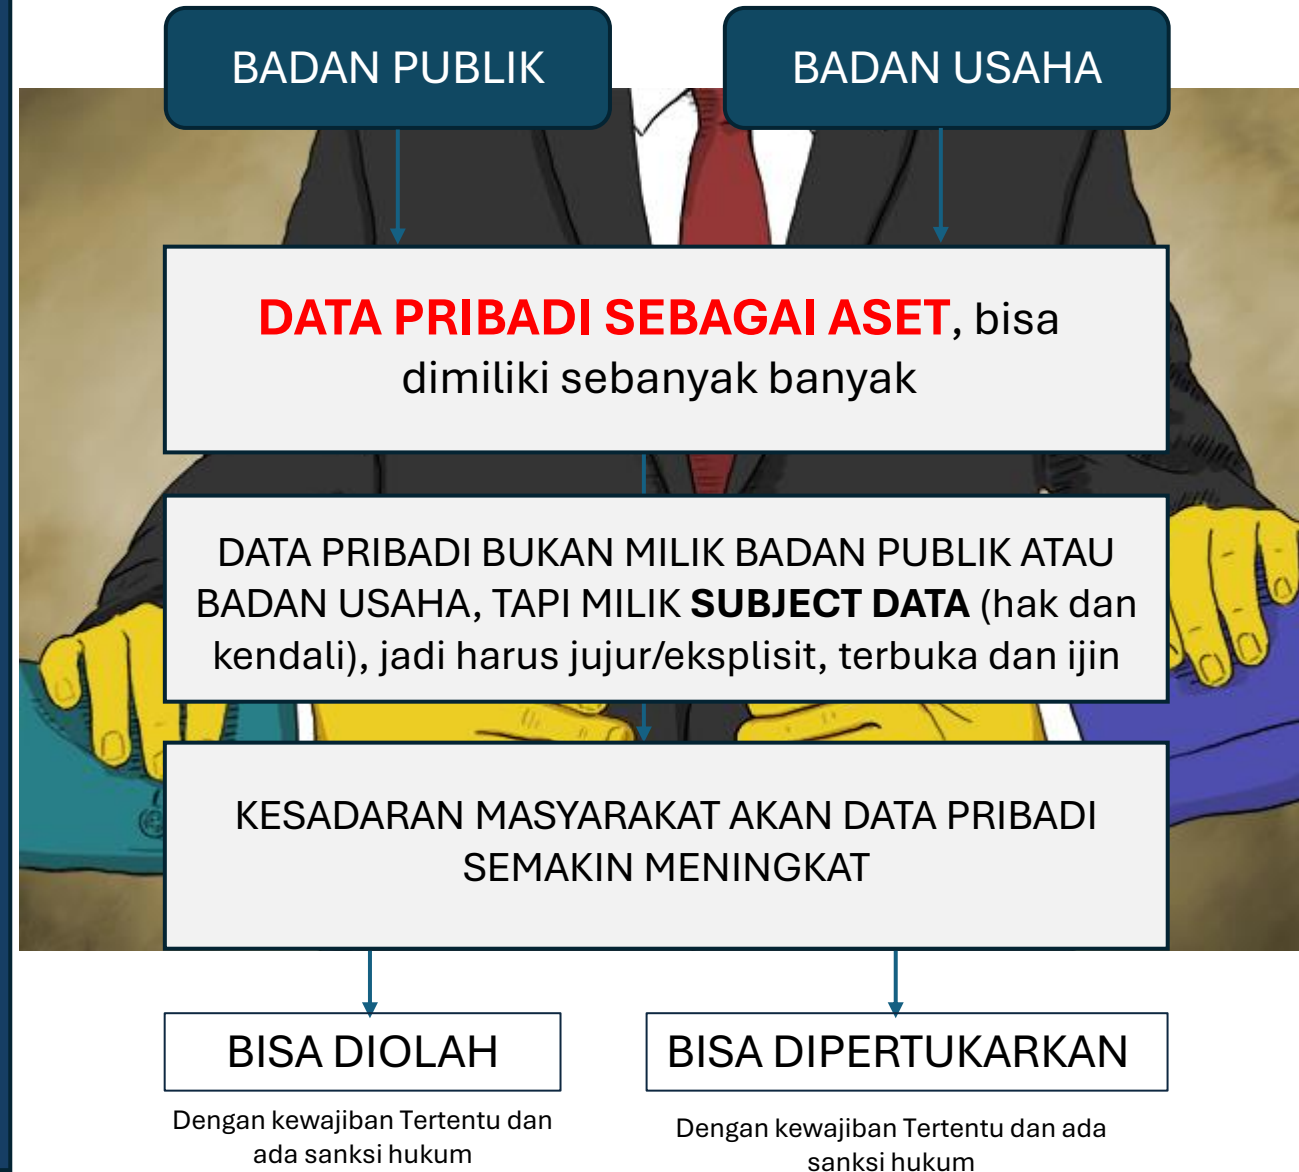 BADAN PUBLIK
BADAN USAHA
DATA PRIBADI SEBAGAI ASET, bisa
dimiliki sebanyak banyak
DATA PRIBADI BUKAN MILIK BADAN PUBLIK ATAU
BADAN USAHA, TAPI MILIK SUBJECT DATA (hak dan
kendali), jadi harus jujur/eksplisit, terbuka dan ijin
KESADARAN MASYARAKAT AKAN DATA PRIBADI
SEMAKIN MENINGKAT
BISA DIOLAH
Dengan kewajiban Tertentu dan
ada sanksi hukum
BISA DIPERTUKARKAN
Dengan kewajiban Tertentu dan ada
sanksi hukum